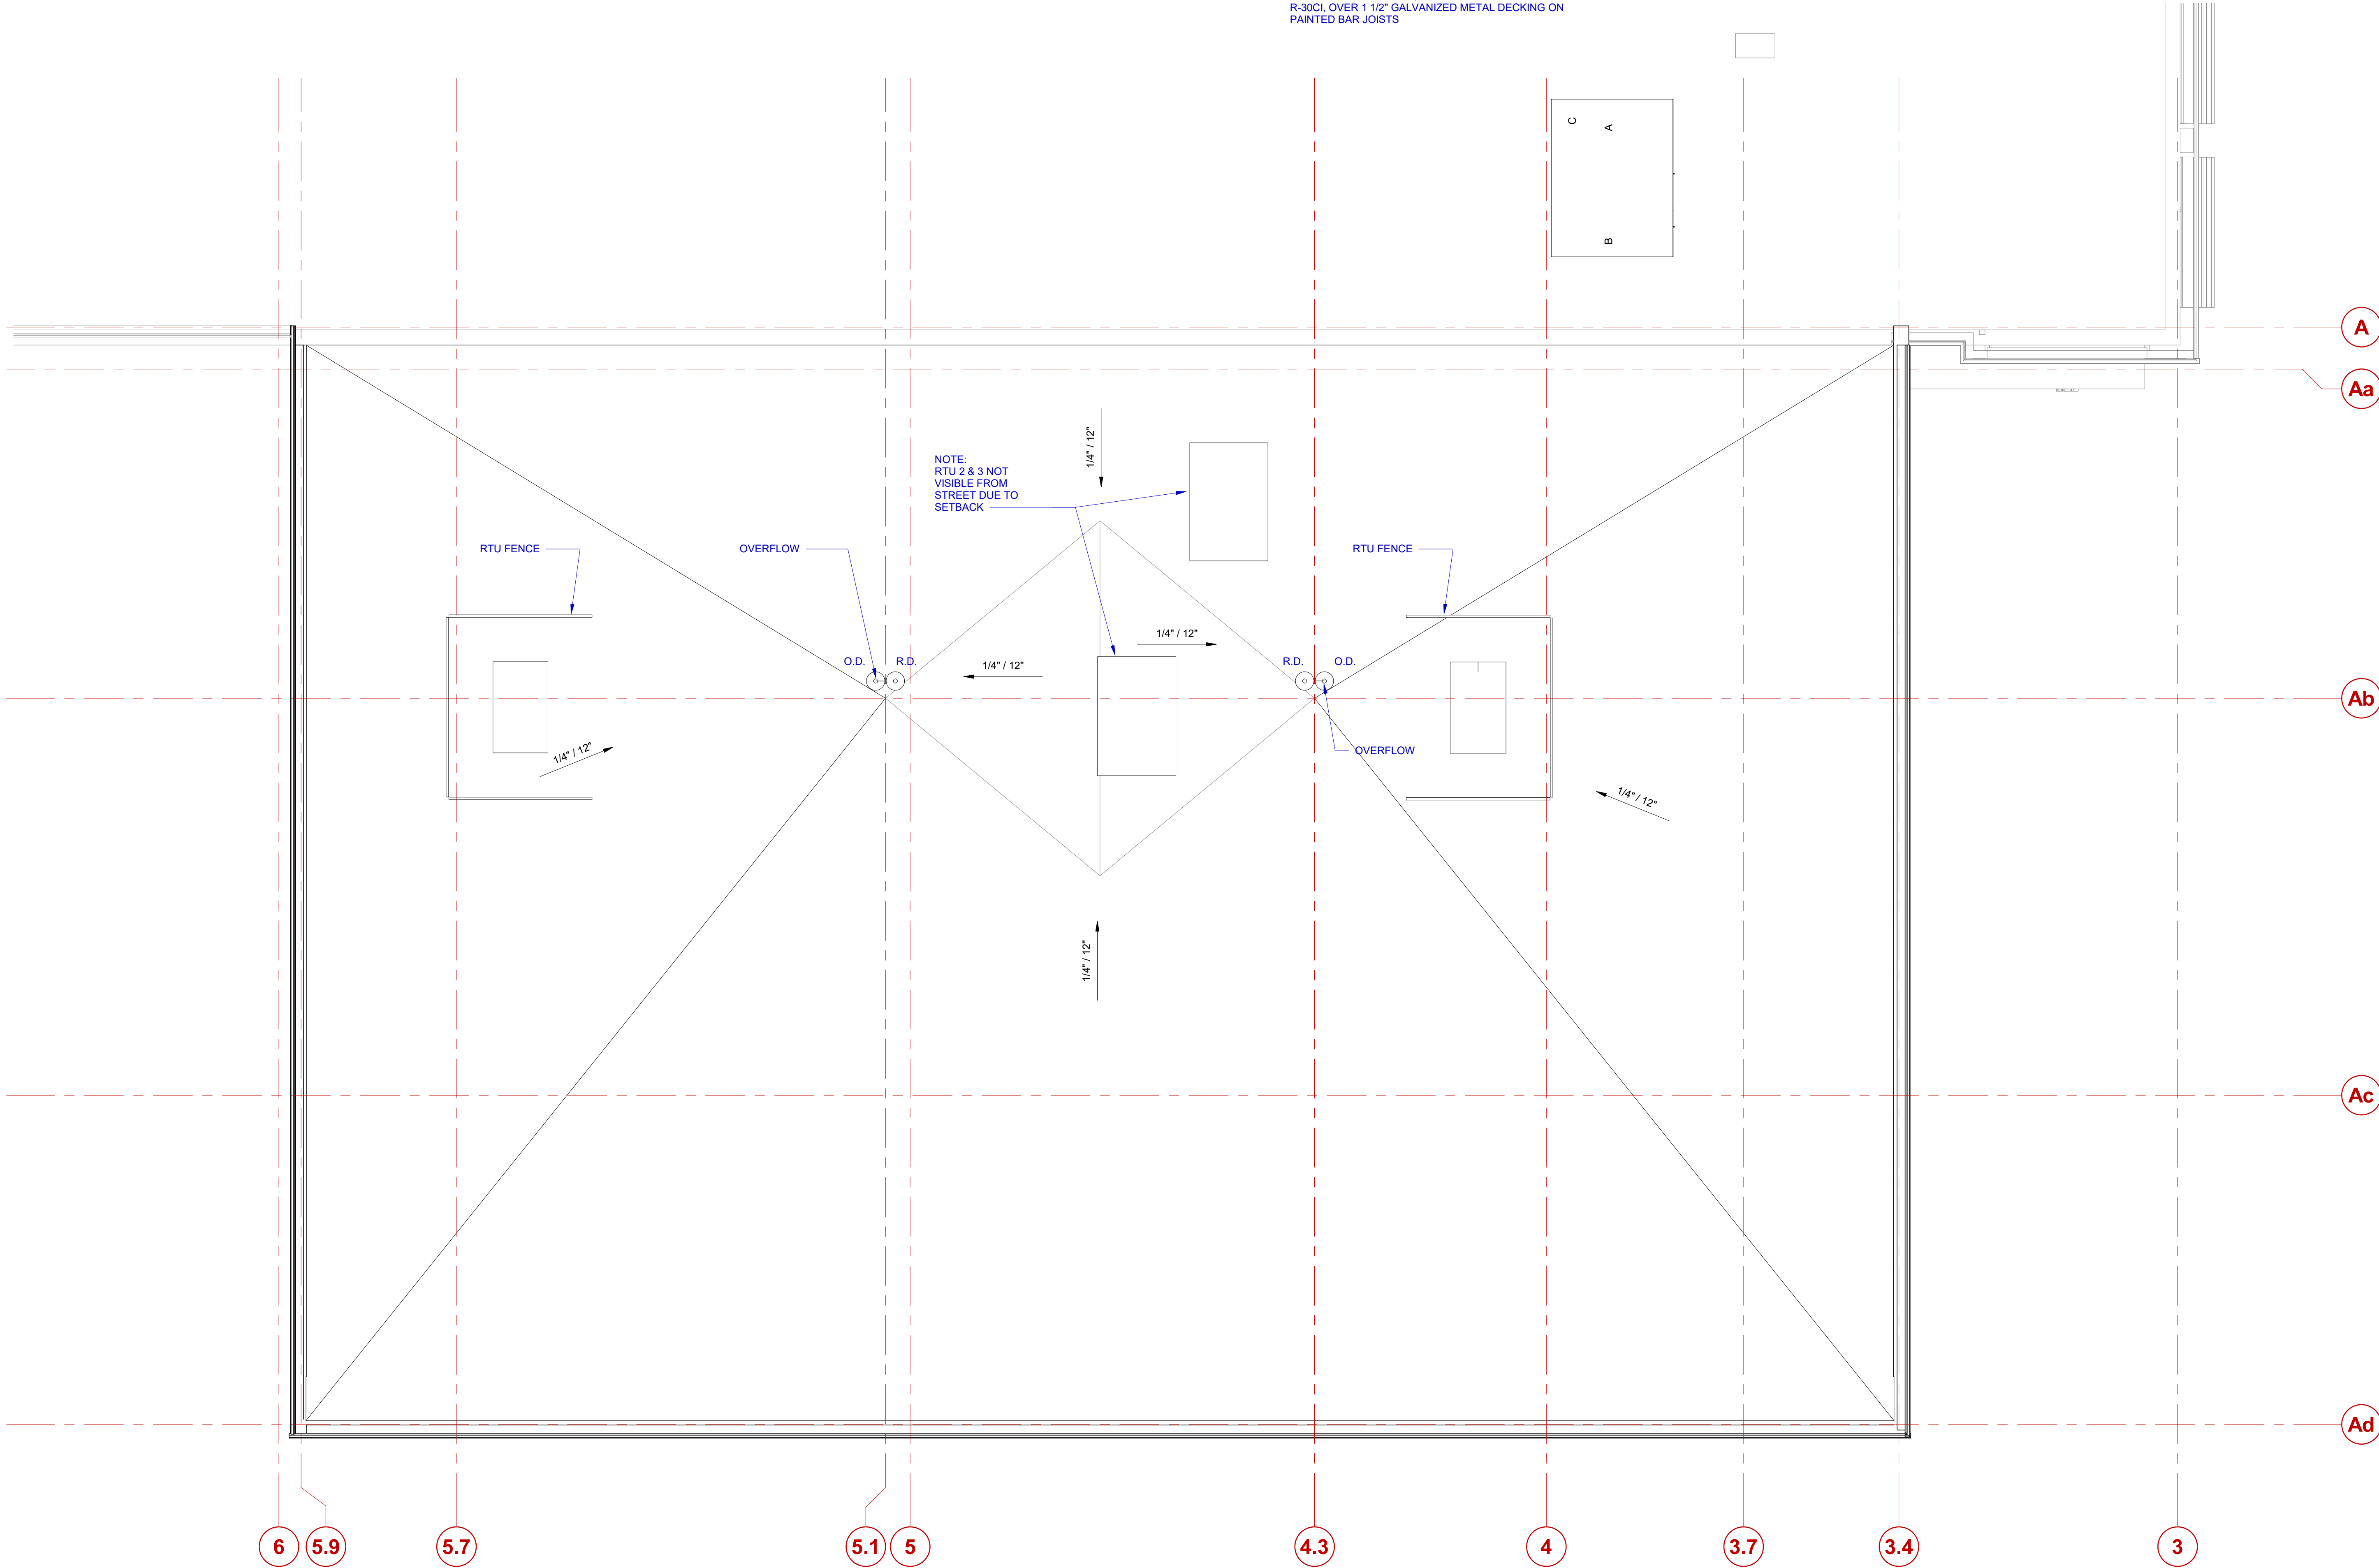 R-30CI, OVER 1 1/2" GALVANIZED METAL DECKING ON
PAINTED BAR JOISTS
C
A
B
A
Aa
1/4" / 12"
NOTE:
RTU 2 & 3 NOT
VISIBLE FROM
STREET DUE TO
SETBACK
RTU FENCE
OVERFLOW
RTU FENCE
1/4" / 12"
O.D.
R.D.
1/4" / 12"
R.D.
O.D.
Ab
1/4" / 12"
OVERFLOW
1/4" / 12"
1/4" / 12"
Ac
Ad
6
5.9
5.7
5.1
5
4.3
4
3.7
3.4
3